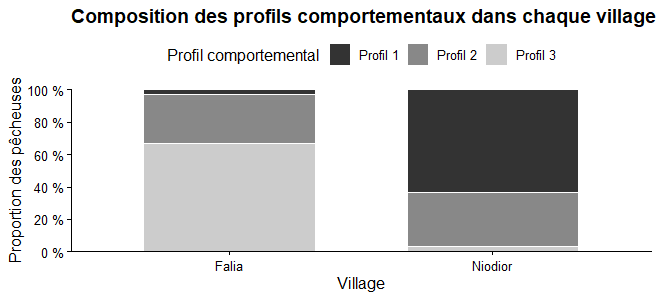 Composition des profils comportementaux dans chaque village
Profil comportemental Profil 1 Profil 2 Profil 3
Proportion des pêcheuses
100 %
80 %
60 %
40 %
20 %
0 %
Falia Niodior
Village